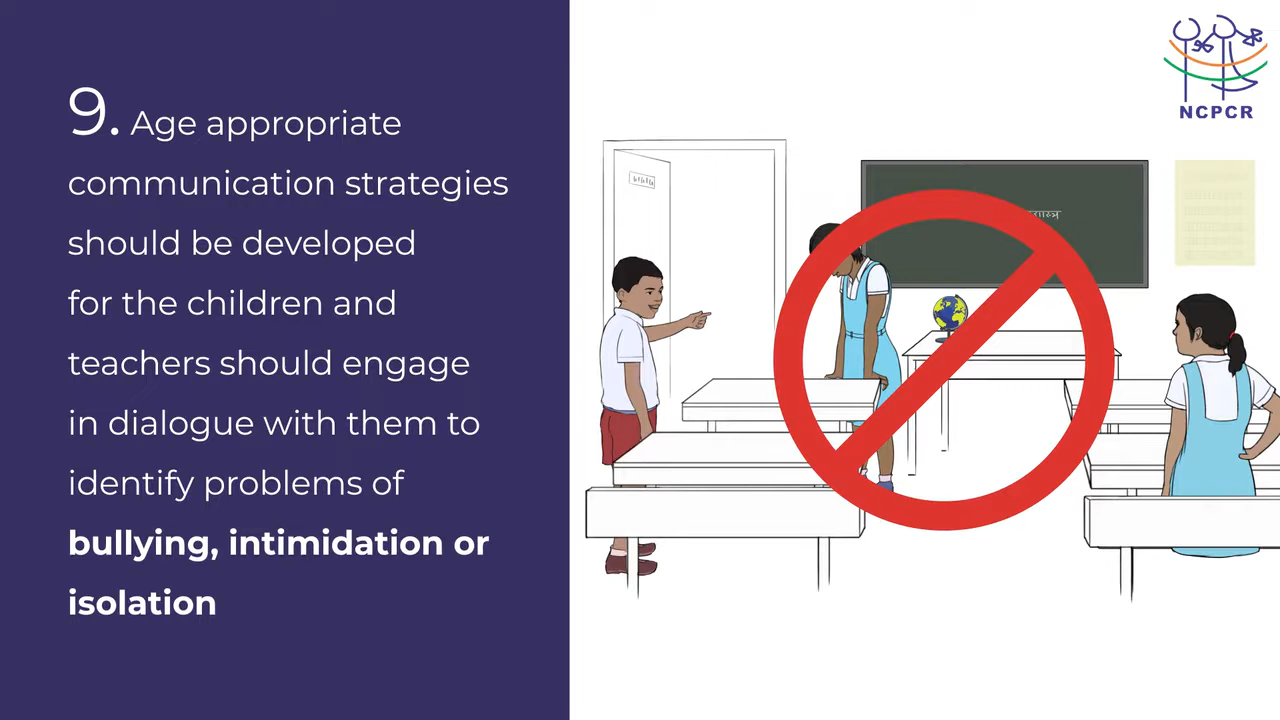 9. Age appropriate
communication strategies
should be developed
for the children and
teachers should engage
in dialogue with them to
identify problems of
bullying, intimidation or
isolation
NCPCR